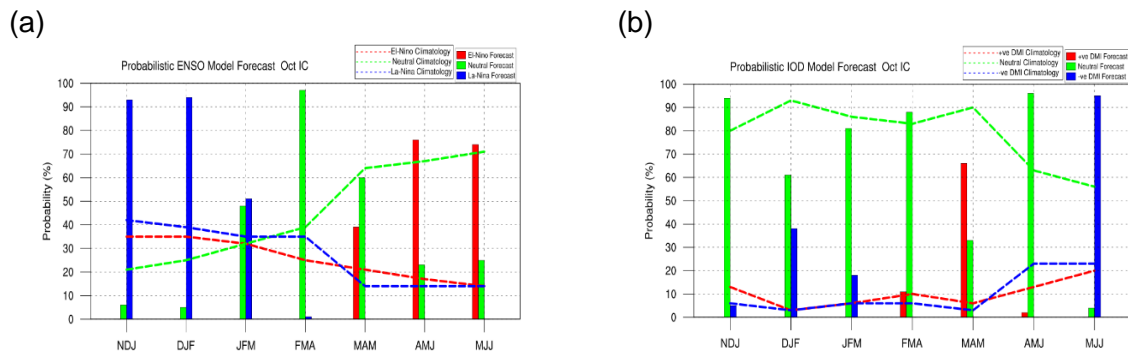 (a)
El-Nino Climatology
Neutral Climatology
La-Nina Climatology
El-Nino Forecast
Neutral Forecast
La-Nina Forecast
Probabilistic ENSO Model Forecast Oct IC
Probability (%)
100
90
80
70
60
50
40
30
20
10
0
NDJ DJF JFM FMA MAM AMJ MJJ
(b)
+ve DMI Climatology
Neutral Climatology
-ve DMI Climatology
+ve DMI Forecast
Neutral Forecast
-ve DMI Forecast
Probabilistic IOD Model Forecast Oct IC
Probability (%)
100
90
80
70
60
50
40
30
20
10
0
NDJ DJF JFM FMA MAM AMJ MJJ